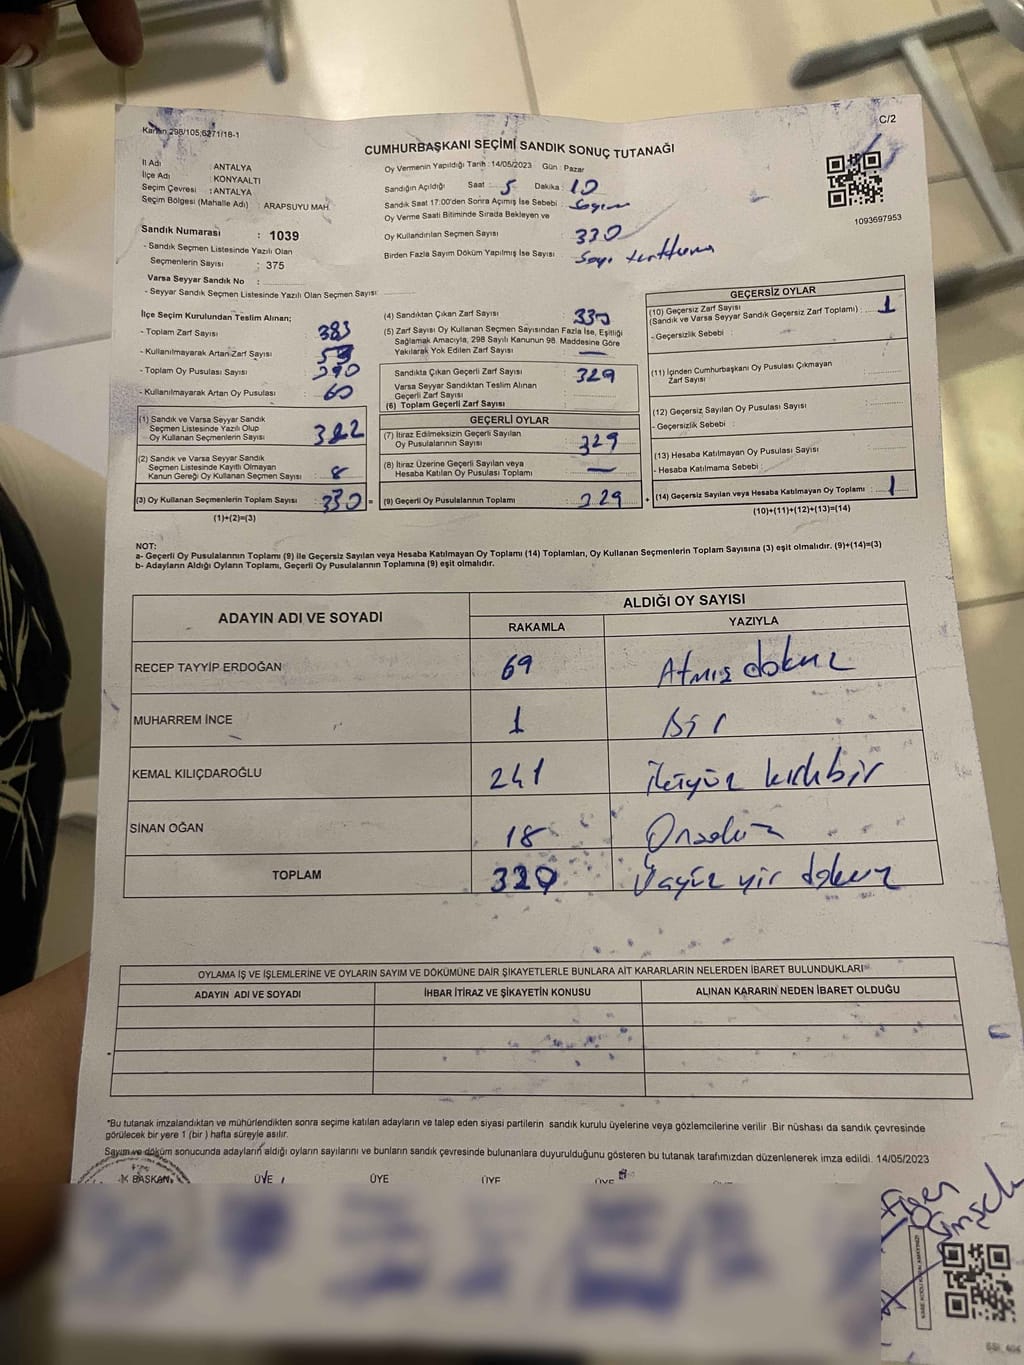 Kanun 298/105;6271/18-1
C/2
CUMHURBAŞKANI SEÇİMİ SANDIK SONUÇ TUTANAĞI
İl Adı : ANTALYA
İlçe Adı : KONYAALTI
Seçim Çevresi : ANTALYA
Seçim Bölgesi (Mahalle Adı) : ARAPSUYU MAH.
Sandık Numarası : 1039
- Sandık Seçmen Listesinde Yazılı Olan
Seçmenlerin Sayısı : 375
Varsa Seyyar Sandık No :
- Seyyar Sandık Seçmen Listesinde Yazılı Olan Seçmen Sayısı:
Oy Vermenin Yapıldığı Tarih : 14/05/2023 Gün : Pazar
Sandığın Açıldığı Saat : 5 Dakika : 10
Sandık Saat 17:00'den Sonra Açılmış İse Sebebi : Sayım
Oy Verme Saati Bitiminde Sırada Bekleyen ve
Oy Kullandırılan Seçmen Sayısı : 330
Birden Fazla Sayım Döküm Yapılmış İse Sayısı :
1093697953
İlçe Seçim Kurulundan Teslim Alınan;
- Toplam Zarf Sayısı : 383
- Kullanılmayarak Artan Zarf Sayısı : 53
- Toplam Oy Pusulası Sayısı : 390
- Kullanılmayarak Artan Oy Pusulası : 60
(1) Sandık ve Varsa Seyyar Sandık
Seçmen Listesinde Yazılı Olup
Oy Kullanan Seçmenlerin Sayısı : 322
(2) Sandık ve Varsa Seyyar Sandık
Seçmen Listesinde Kayıtlı Olmayan
Kanun Gereği Oy Kullanan Seçmen Sayısı : 8
(3) Oy Kullanan Seçmenlerin Toplam Sayısı : 330 =
(1)+(2)=(3)
(4) Sandıktan Çıkan Zarf Sayısı : 330
(5) Zarf Sayısı Oy Kullanan Seçmen Sayısından Fazla İse, Eşitliği
Sağlamak Amacıyla, 298 Sayılı Kanunun 98. Maddesine Göre
Yakılarak Yok Edilen Zarf Sayısı : —
Sandıkta Çıkan Geçerli Zarf Sayısı : 329
Varsa Seyyar Sandıktan Teslim Alınan
Geçerli Zarf Sayısı :
(6) Toplam Geçerli Zarf Sayısı :
GEÇERLİ OYLAR
(7) İtiraz Edilmeksizin Geçerli Sayılan
Oy Pusulalarının Sayısı : 329
(8) İtiraz Üzerine Geçerli Sayılan veya
Hesaba Katılan Oy Pusulası Toplamı : —
(9) Geçerli Oy Pusulalarının Toplamı : 329 +
GEÇERSİZ OYLAR
(10) Geçersiz Zarf Sayısı
(Sandık ve Varsa Seyyar Sandık Geçersiz Zarf Toplamı) : 1
- Geçersizlik Sebebi :
(11) İçinden Cumhurbaşkanı Oy Pusulası Çıkmayan
Zarf Sayısı :
(12) Geçersiz Sayılan Oy Pusulası Sayısı :
- Geçersizlik Sebebi :
(13) Hesaba Katılmayan Oy Pusulası Sayısı :
- Hesaba Katılmama Sebebi :
(14) Geçersiz Sayılan veya Hesaba Katılmayan Oy Toplamı : 1
(10)+(11)+(12)+(13)=(14)
NOT:
a- Geçerli Oy Pusulalarının Toplamı (9) ile Geçersiz Sayılan veya Hesaba Katılmayan Oy Toplamı (14) Toplamları, Oy Kullanan Seçmenlerin Toplam Sayısına (3) eşit olmalıdır. (9)+(14)=(3)
b- Adayların Aldığı Oyların Toplamı, Geçerli Oy Pusulalarının Toplamına (9) eşit olmalıdır.
ADAYIN ADI VE SOYADI
ALDIĞI OY SAYISI
RAKAMLA YAZIYLA
RECEP TAYYİP ERDOĞAN 69 Atmış dokuz
MUHARREM İNCE 1 Bir
KEMAL KILIÇDAROĞLU 241 İkiyüz kırkbir
SİNAN OĞAN 18 Onsekiz
TOPLAM 329 Üçyüz yir dokuz
OYLAMA İŞ VE İŞLEMLERİNE VE OYLARIN SAYIM VE DÖKÜMÜNE DAİR ŞİKAYETLERLE BUNLARA AİT KARARLARIN NELERDEN İBARET BULUNDUKLARI
ADAYIN ADI VE SOYADI İHBAR İTİRAZ VE ŞİKAYETİN KONUSU ALINAN KARARIN NEDEN İBARET OLDUĞU
*Bu tutanak imzalandıktan ve mühürlendikten sonra seçime katılan adayların ve talep eden siyasi partilerin sandık kurulu üyelerine veya gözlemcilerine verilir. Bir nüshası da sandık çevresinde
görülecek bir yere 1 (bir) hafta süreyle asılır.
Sayım ve döküm sonucunda adayların aldığı oyların sayılarını ve bunların sandık çevresinde bulunanlara duyurulduğunu gösteren bu tutanak tarafımızdan düzenlenerek imza edildi. 14/05/2023
BAŞKAN ÜYE ÜYE ÜYE ÜYE